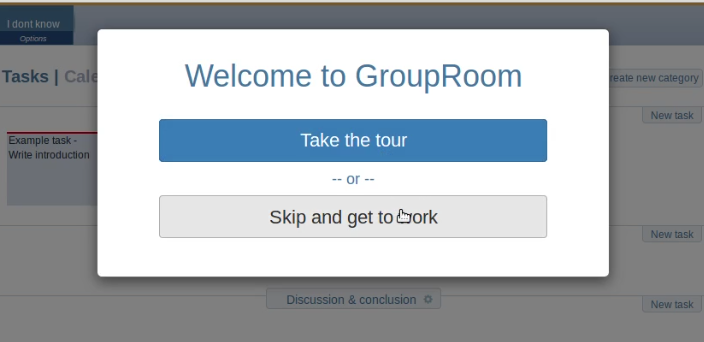 I dont know
Options
Welcome to GroupRoom
Tasks | Cale
reate new category
Take the tour
New task
Example task -
Write introduction
-- or --
Skip and get to work
New task
Discussion & conclusion
New task